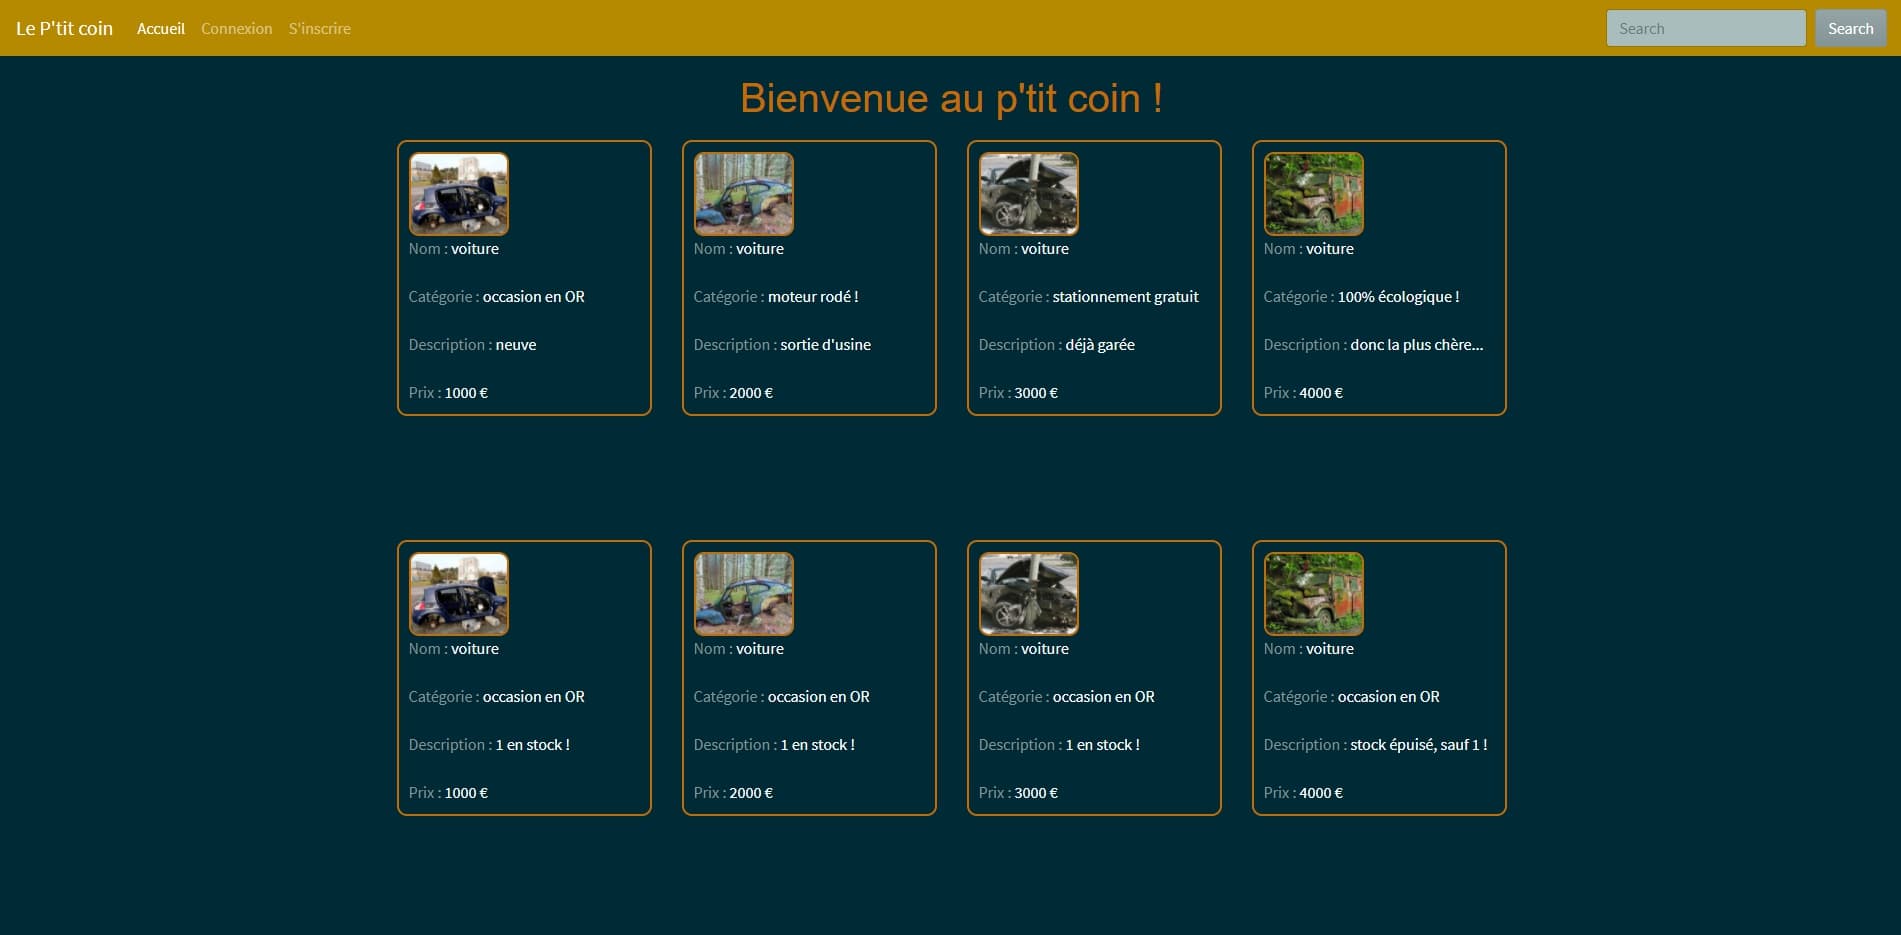 Le P'tit coin Accueil Connexion S'inscrire Search Search
Bienvenue au p'tit coin !
Nom : voiture
Catégorie : occasion en OR
Description : neuve
Prix : 1000 €
Nom : voiture
Catégorie : moteur rodé !
Description : sortie d'usine
Prix : 2000 €
Nom : voiture
Catégorie : stationnement gratuit
Description : déjà garée
Prix : 3000 €
Nom : voiture
Catégorie : 100% écologique !
Description : donc la plus chère...
Prix : 4000 €
Nom : voiture
Catégorie : occasion en OR
Description : 1 en stock !
Prix : 1000 €
Nom : voiture
Catégorie : occasion en OR
Description : 1 en stock !
Prix : 2000 €
Nom : voiture
Catégorie : occasion en OR
Description : 1 en stock !
Prix : 3000 €
Nom : voiture
Catégorie : occasion en OR
Description : stock épuisé, sauf 1 !
Prix : 4000 €